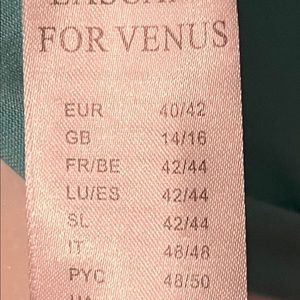 FOR VENUS
EUR 40/42
GB 14/16
FR/BE 42/44
LU/ES 42/44
SL 42/44
IT 46/48
PYC 48/50